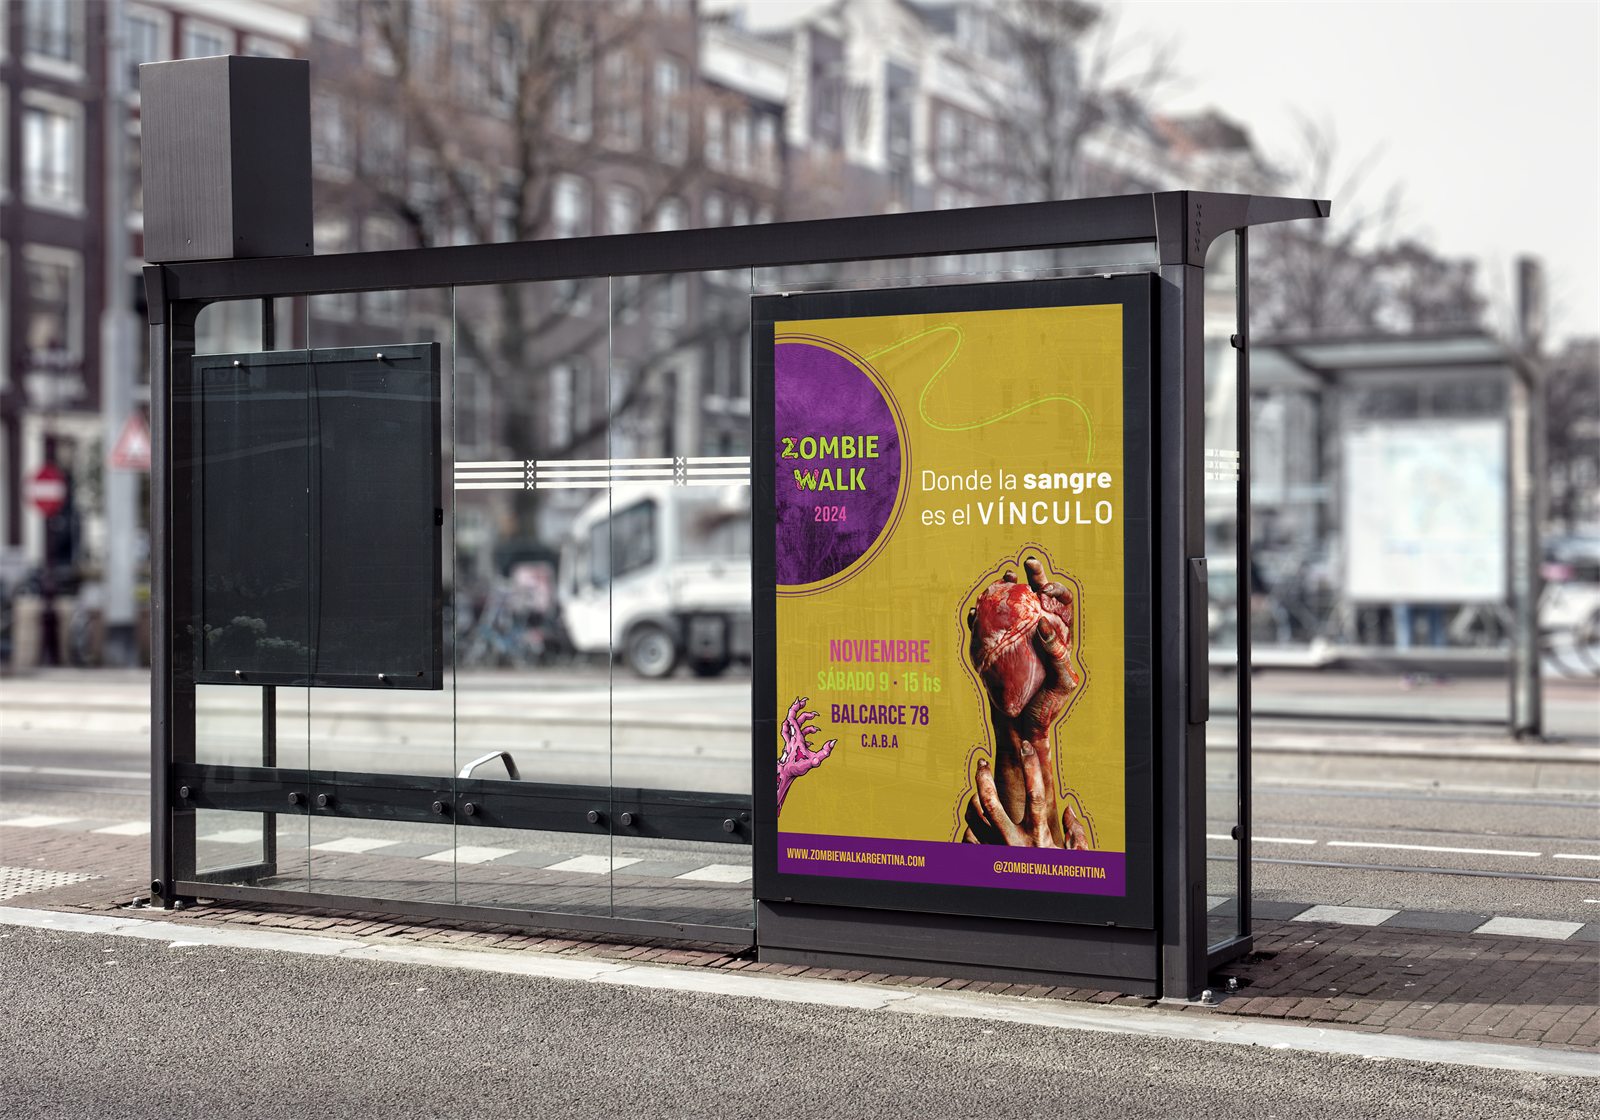 ZOMBIE
WALK
2024
Donde la sangre
es el VÍNCULO
NOVIEMBRE
SÁBADO 9 · 15 hs
BALCARCE 78
C.A.B.A
WWW.ZOMBIEWALKARGENTINA.COM
@ZOMBIEWALKARGENTINA